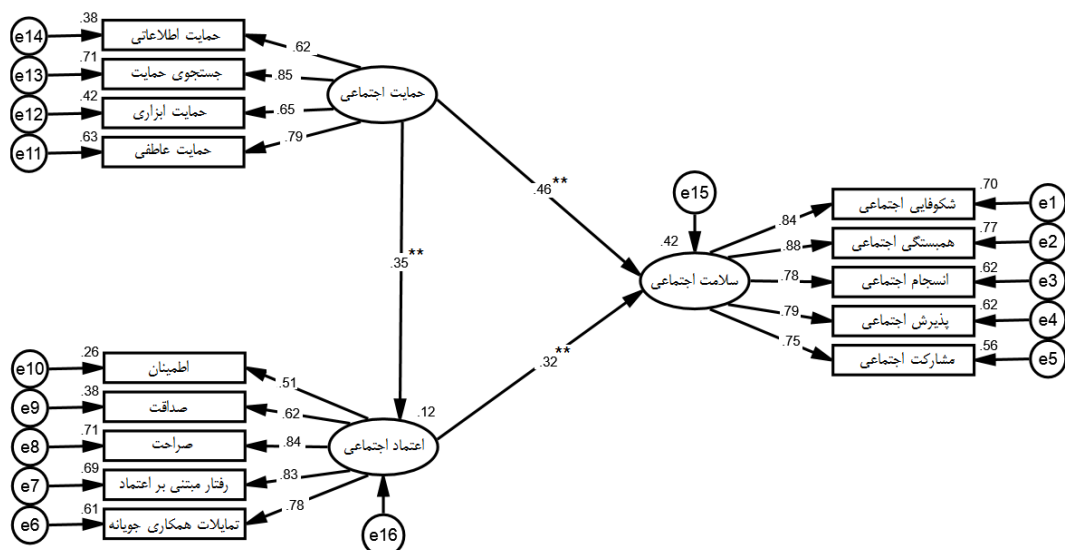 e14
.38
حمایت اطلاعاتی
.62
e13
.71
جستجوی حمایت
.85
e12
.42
حمایت ابزاری
.65
e11
.63
حمایت عاطفی
.79
حمایت اجتماعی
.46**
.35**
.32**
e15
.42
سلامت اجتماعی
.84
شکوفایی اجتماعی
.70
e1
.88
همبستگی اجتماعی
.77
e2
.78
انسجام اجتماعی
.62
e3
.79
پذیرش اجتماعی
.62
e4
.75
مشارکت اجتماعی
.56
e5
e10
.26
اطمینان
.51
e9
.38
صداقت
.62
e8
.71
صراحت
.84
e7
.69
رفتار مبتنی بر اعتماد
.83
e6
.61
تمایلات همکاری جویانه
.78
.12
اعتماد اجتماعی
e16